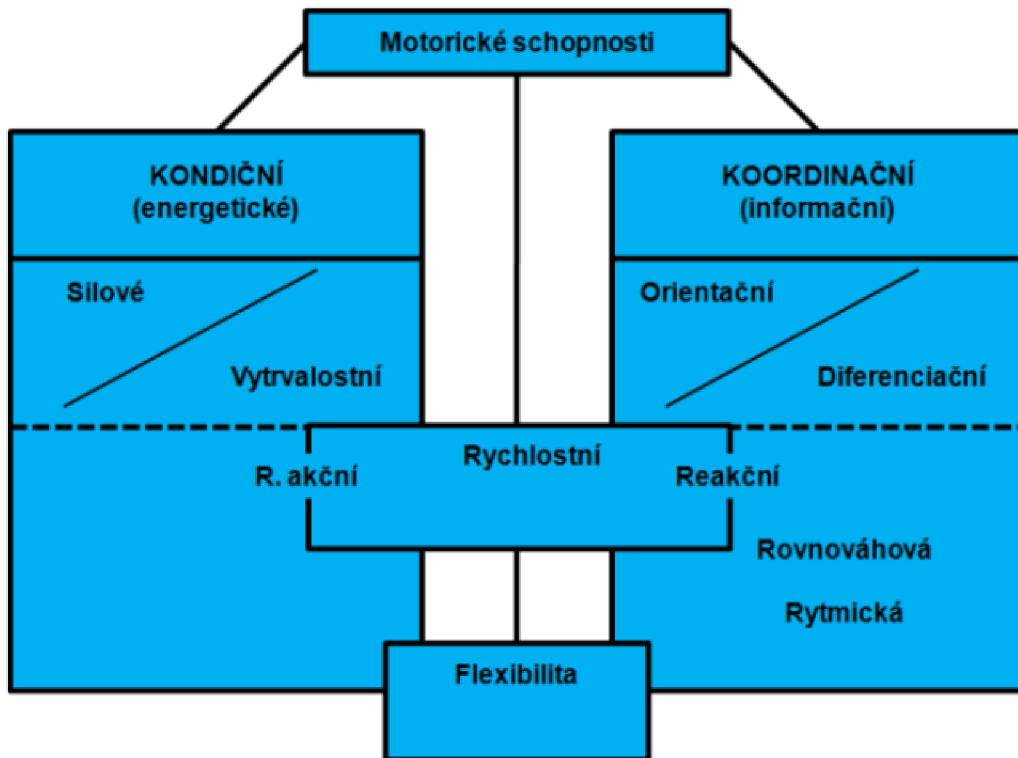 Motorické schopnosti
KONDIČNÍ
(energetické)
KOORDINAČNÍ
(informační)
Silové
Vytrvalostní
Orientační
Diferenciační
Rychlostní
R. akční
Reakční
Rovnováhová
Rytmická
Flexibilita